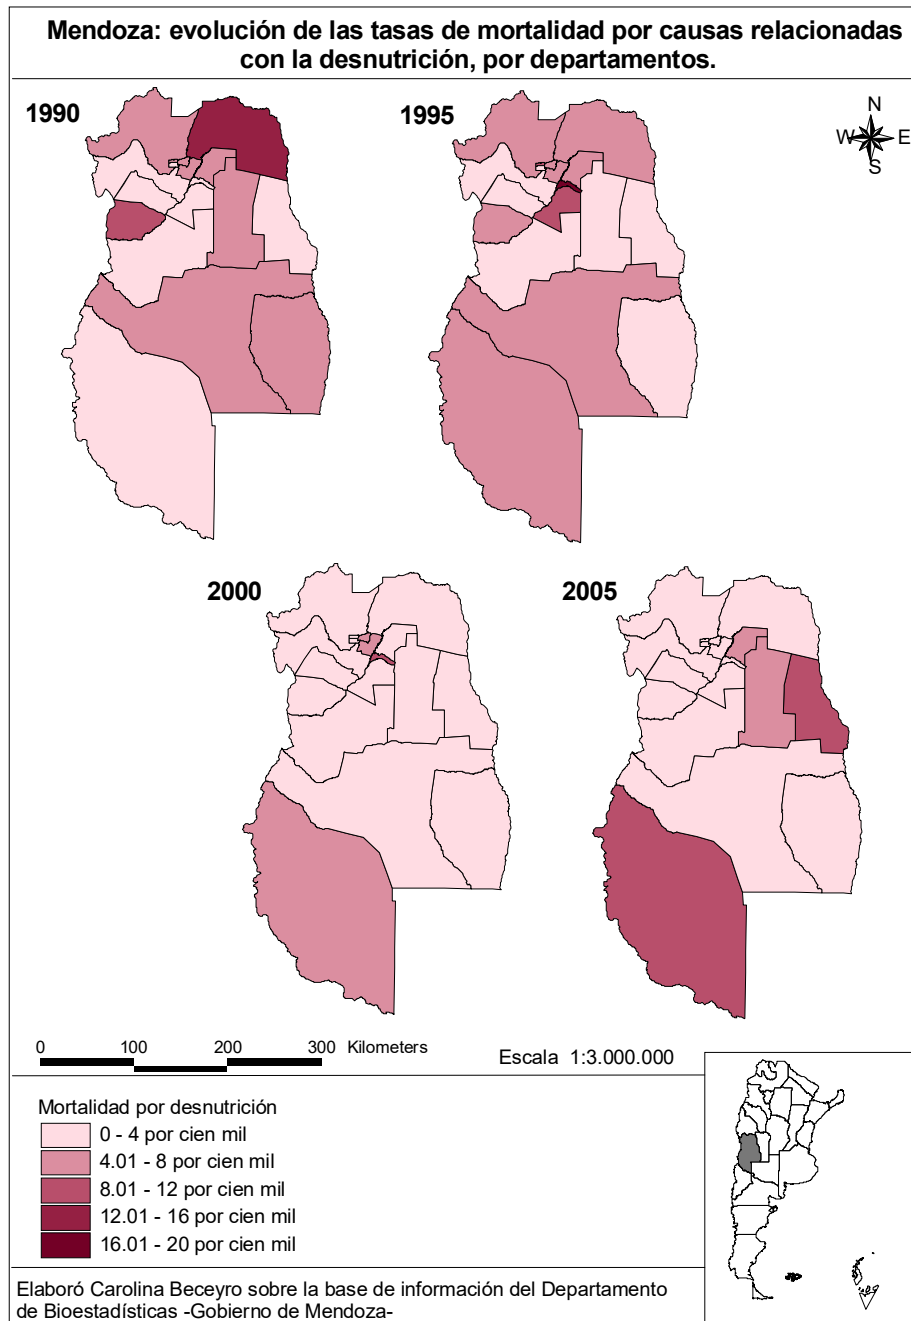 Mendoza: evolución de las tasas de mortalidad por causas relacionadas
con la desnutrición, por departamentos.
1990
1995
N
W E
S
2000
2005
0 100 200 300 Kilometers
Escala 1:3.000.000
Mortalidad por desnutrición
0 - 4 por cien mil
4.01 - 8 por cien mil
8.01 - 12 por cien mil
12.01 - 16 por cien mil
16.01 - 20 por cien mil
Elaboró Carolina Beceyro sobre la base de información del Departamento
de Bioestadísticas -Gobierno de Mendoza-